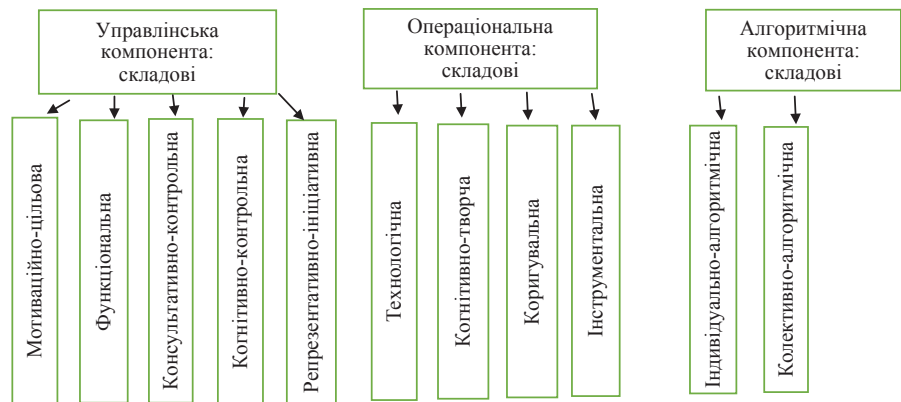 Управлінська
компонента:
складові
Операціональна
компонента:
складові
Алгоритмічна
компонента:
складові
Мотиваційно-цільова
Функціональна
Консультативно-контрольна
Когнітивно-контрольна
Репрезентативно-ініціативна
Технологічна
Когнітивно-творча
Коригувальна
Інструментальна
Індивідуально-алгоритмічна
Колективно-алгоритмічна